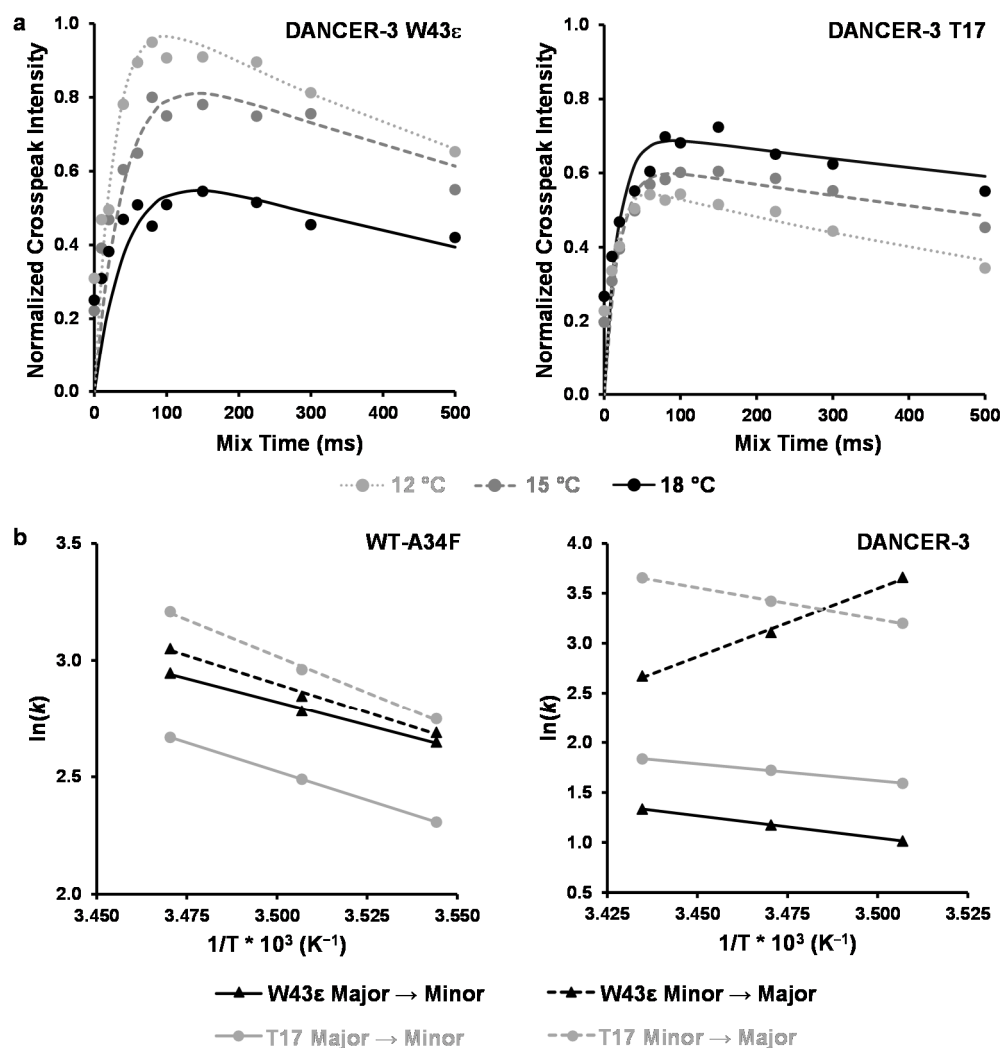 a
DANCER-3 W43ε
Normalized Crosspeak Intensity
1.0
0.8
0.6
0.4
0.2
0.0
0 100 200 300 400 500
Mix Time (ms)
DANCER-3 T17
Normalized Crosspeak Intensity
1.0
0.8
0.6
0.4
0.2
0.0
0 100 200 300 400 500
Mix Time (ms)
12 °C 15 °C 18 °C
b
WT-A34F
ln(k)
3.5
3.0
2.5
2.0
3.450 3.475 3.500 3.525 3.550
1/T * 10³ (K⁻¹)
DANCER-3
ln(k)
4.0
3.5
3.0
2.5
2.0
1.5
1.0
0.5
3.425 3.450 3.475 3.500 3.525
1/T * 10³ (K⁻¹)
W43ε Major → Minor W43ε Minor → Major
T17 Major → Minor T17 Minor → Major